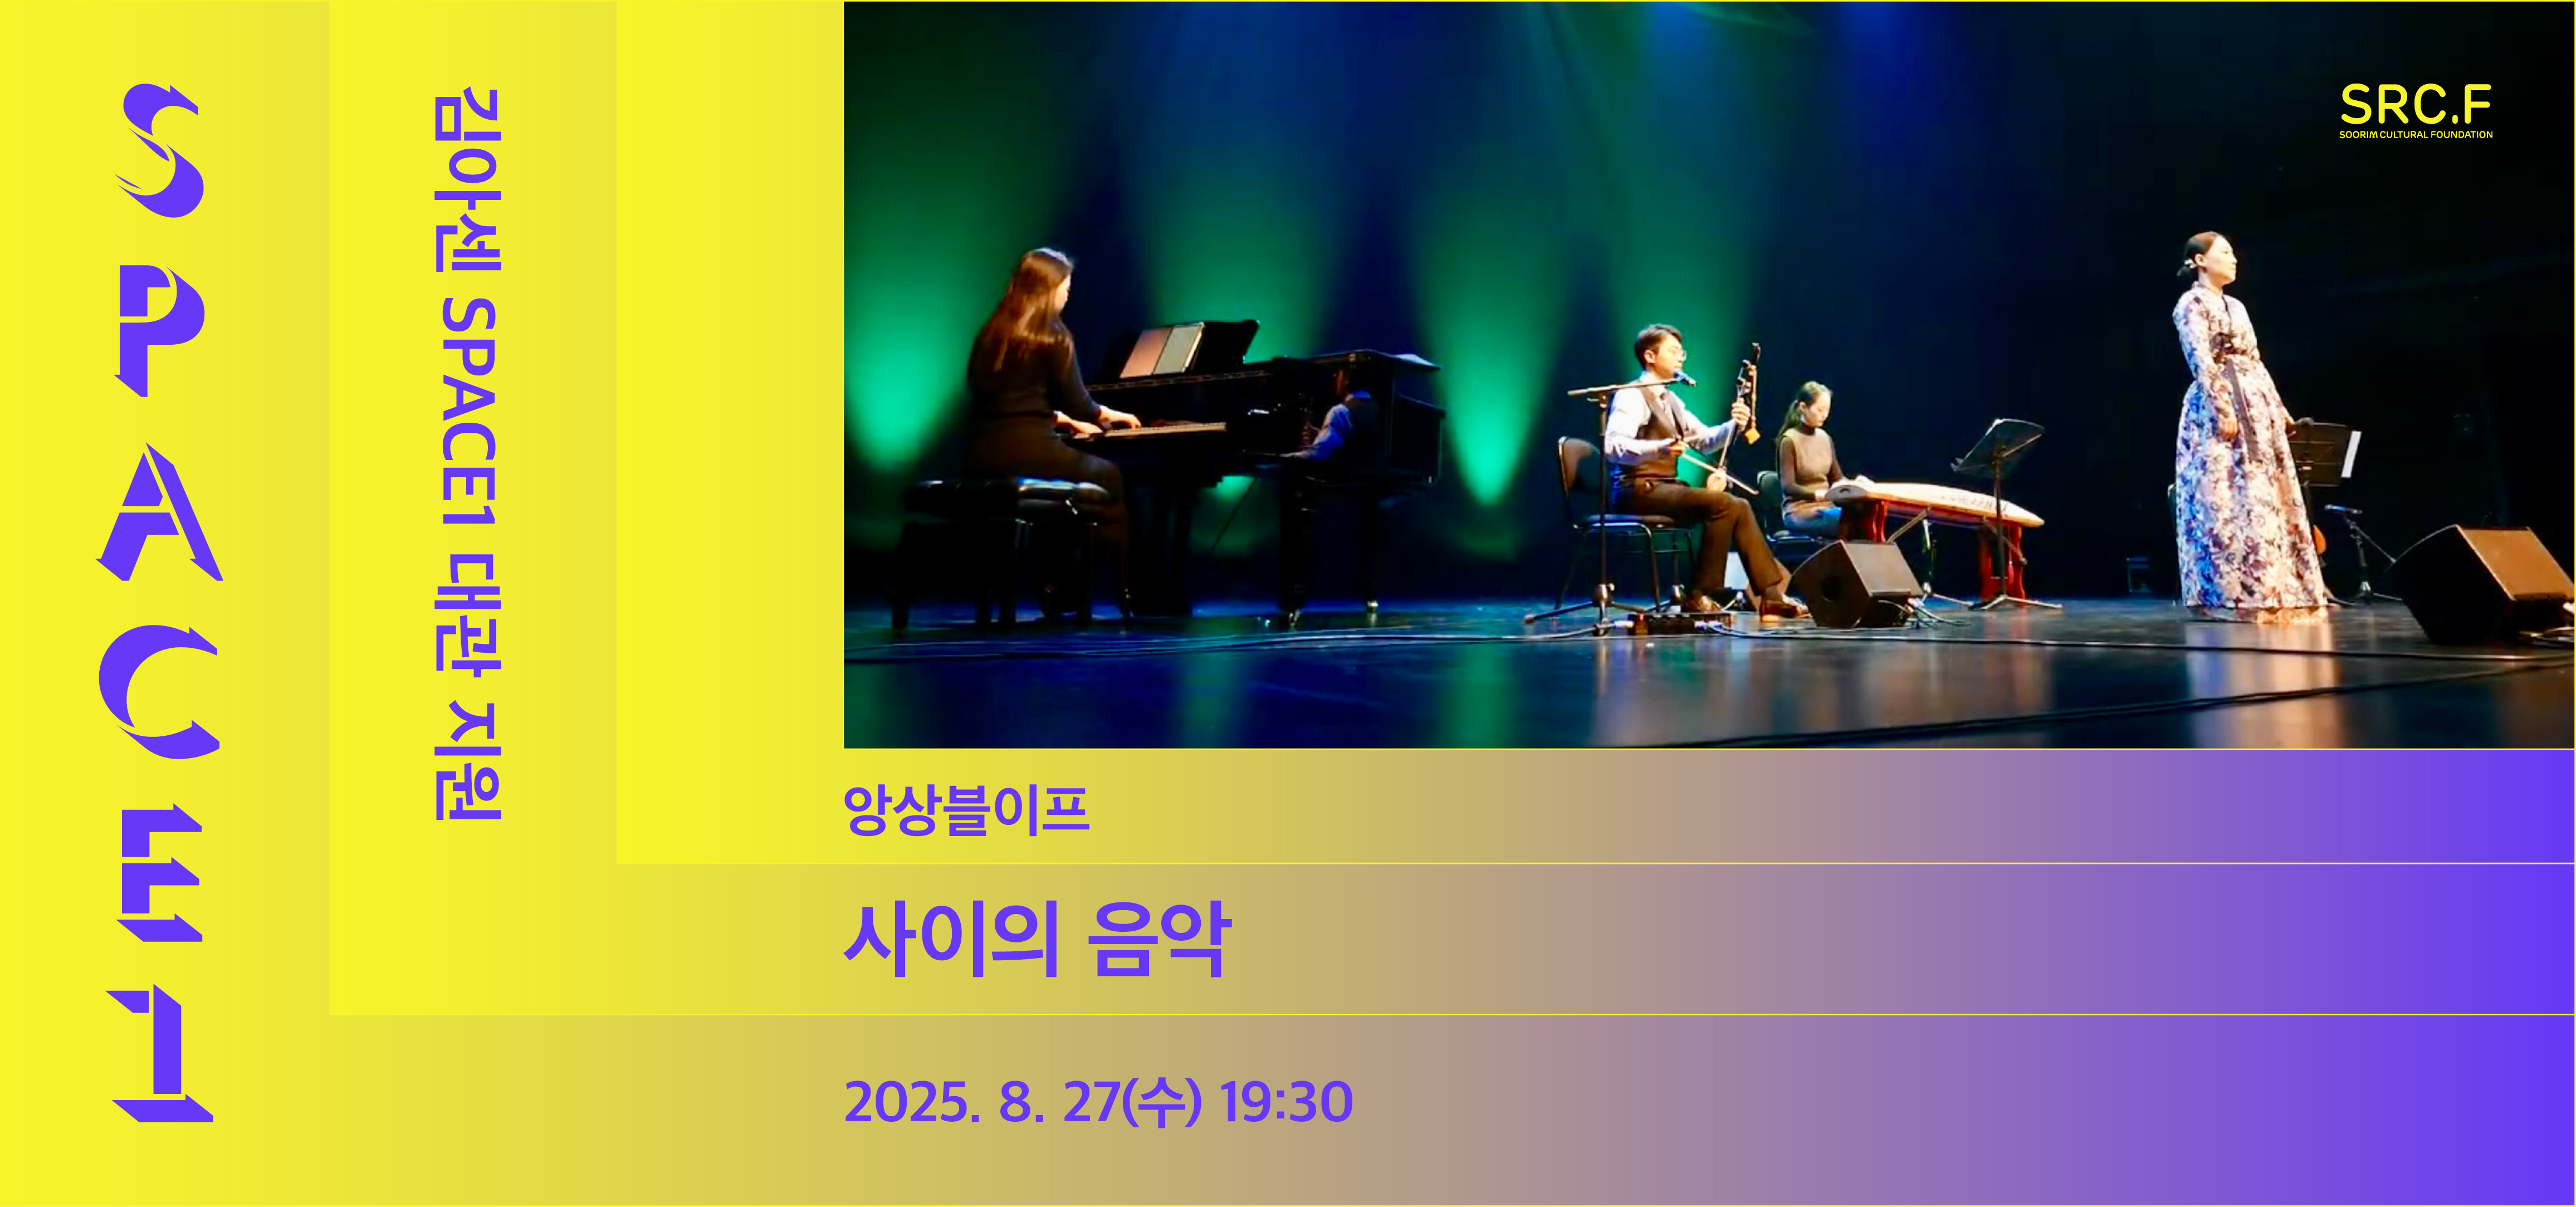 SPACE1
김아센 SPACE1 대관 지원
SRC.F
SOORIM CULTURAL FOUNDATION
앙상블이프
사이의 음악
2025. 8. 27(수) 19:30